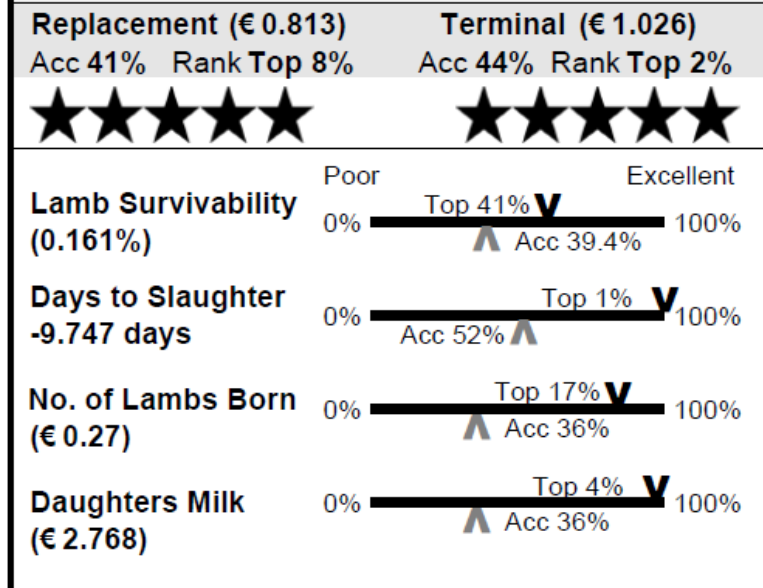 Replacement (€ 0.813) Terminal (€ 1.026)
Acc 41% Rank Top 8% Acc 44% Rank Top 2%
Poor Excellent
Lamb Survivability
(0.161%)
Top 41%
0% 100%
Acc 39.4%
Days to Slaughter
-9.747 days
Top 1%
0% 100%
Acc 52%
No. of Lambs Born
(€ 0.27)
Top 17%
0% 100%
Acc 36%
Daughters Milk
(€ 2.768)
Top 4%
0% 100%
Acc 36%